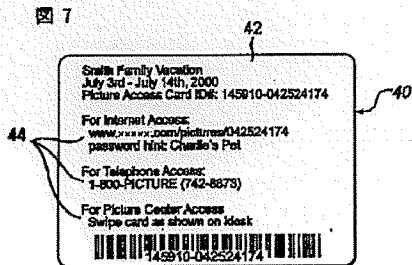 図 7
42
Smith Family Vacation
July 3rd - July 14th, 2000
Picture Access Card ID#: 145910-042524174
40
For Internet Access:
www.xxxxx.com/pictures/042524174
password hint: Charlie's Pet
44
For Telephone Access:
1-800-PICTURE (742-8873)
For Picture Center Access
Swipe card as shown on kiosk
145910-042524174